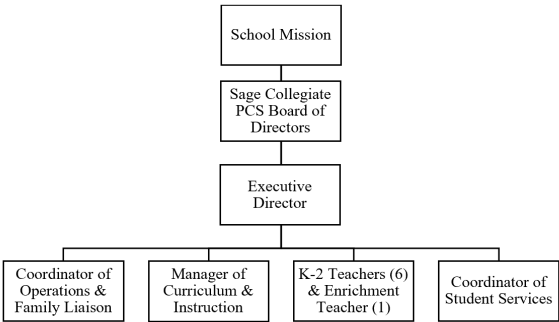 School Mission
Sage Collegiate
PCS Board of
Directors
Executive
Director
Coordinator of
Operations &
Family Liaison
Manager of
Curriculum &
Instruction
K-2 Teachers (6)
& Enrichment
Teacher (1)
Coordinator of
Student Services